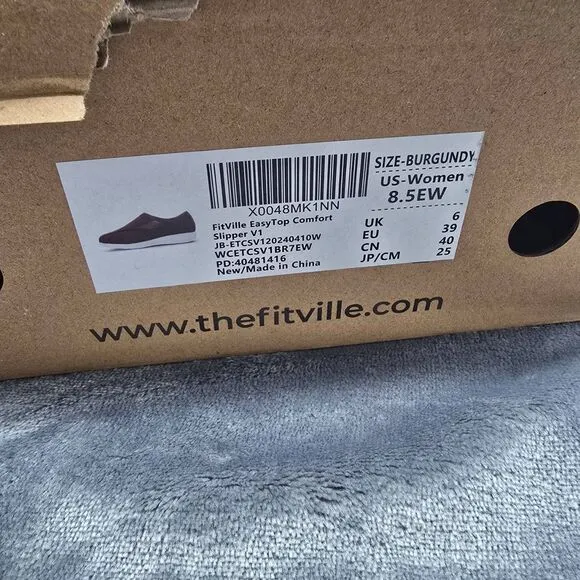 X0048MK1NN
FitVille EasyTop Comfort
Slipper V1
JB-ETCSV120240410W
WCETCSV1BR7EW
PD:40481416
New/Made in China
SIZE-BURGUNDY
US-Women
8.5EW
UK 6
EU 39
CN 40
JP/CM 25
www.thefitville.com